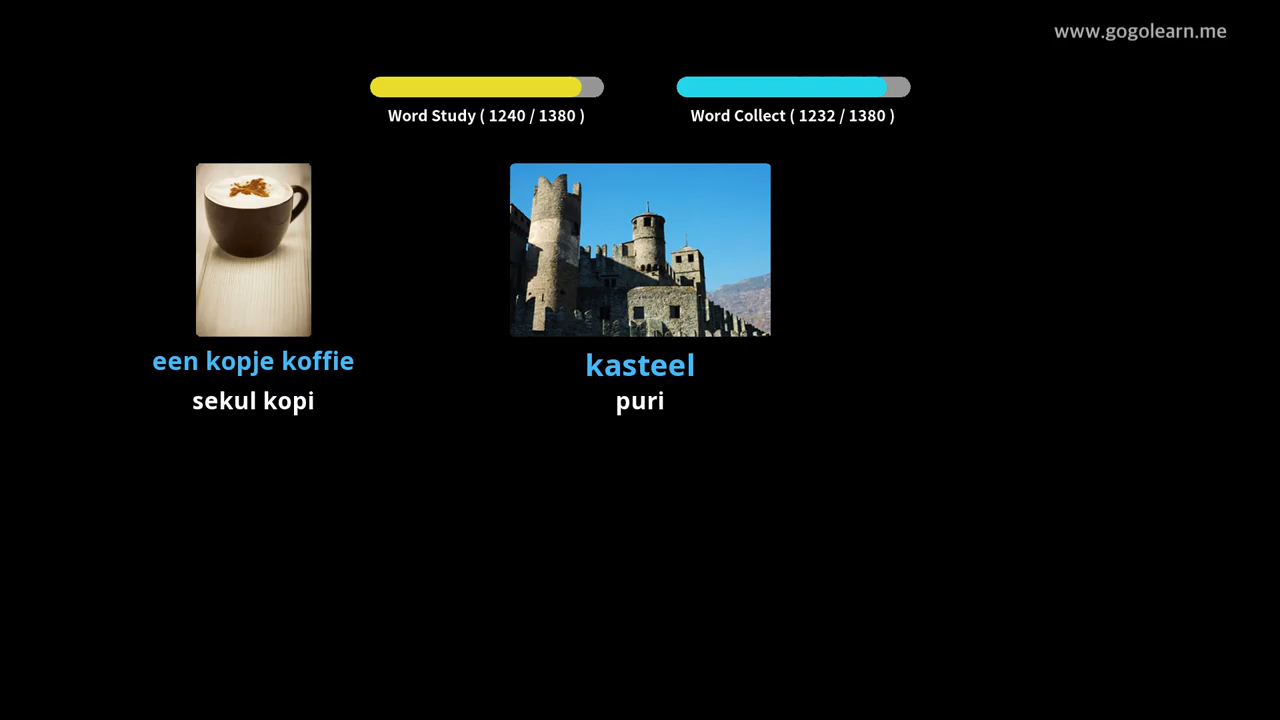 www.gogolearn.me
Word Study ( 1240 / 1380 )
Word Collect ( 1232 / 1380 )
een kopje koffie
sekul kopi
kasteel
puri